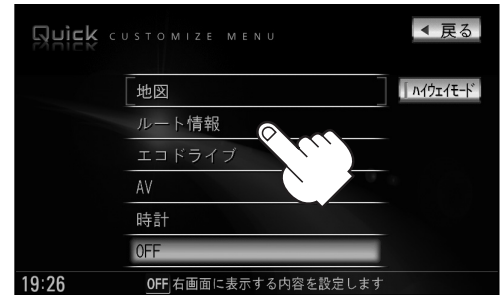 Quick CUSTOMIZE MENU
◀ 戻る
地図
ハイウェイモード
ルート情報
エコドライブ
AV
時計
OFF
19:26
OFF 右画面に表示する内容を設定します